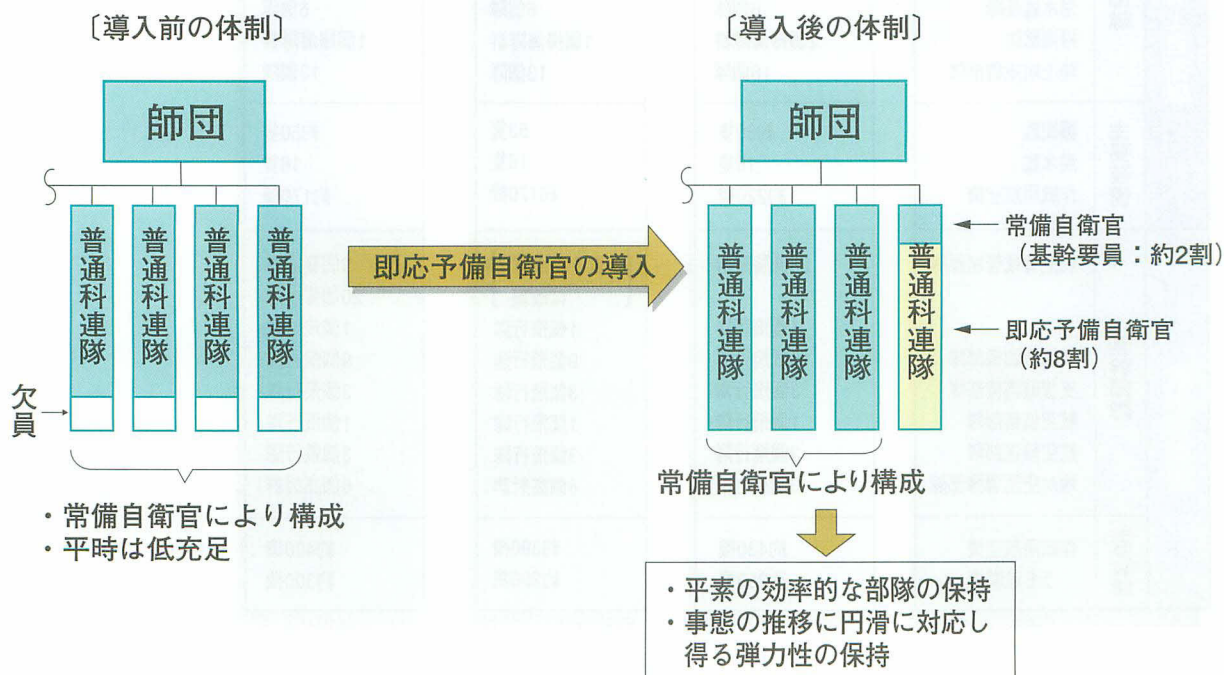 〔導入前の体制〕
師団
普通科連隊
普通科連隊
普通科連隊
普通科連隊
欠員
・常備自衛官により構成
・平時は低充足
即応予備自衛官の導入
〔導入後の体制〕
師団
普通科連隊
普通科連隊
普通科連隊
普通科連隊
常備自衛官
（基幹要員：約2割）
即応予備自衛官
（約8割）
常備自衛官により構成
・平素の効率的な部隊の保持
・事態の推移に円滑に対応し
得る弾力性の保持